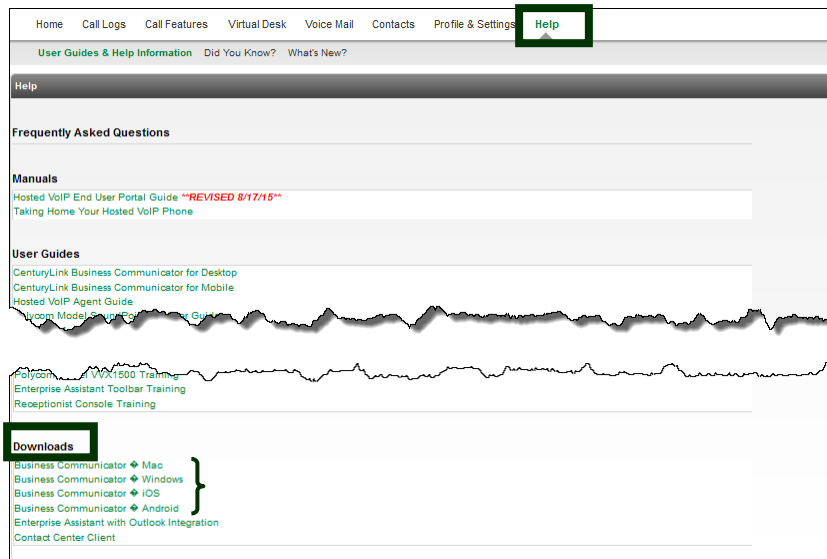 Home Call Logs Call Features Virtual Desk Voice Mail Contacts Profile & Settings Help
User Guides & Help Information Did You Know? What's New?
Help
Frequently Asked Questions
Manuals
Hosted VoIP End User Portal Guide **REVISED 8/17/15**
Taking Home Your Hosted VoIP Phone
User Guides
CenturyLink Business Communicator for Desktop
CenturyLink Business Communicator for Mobile
Hosted VoIP Agent Guide
Polycom Model
VVX1500 Training
Enterprise Assistant Toolbar Training
Receptionist Console Training
Downloads
Business Communicator � Mac
Business Communicator � Windows
Business Communicator � iOS
Business Communicator � Android
Enterprise Assistant with Outlook Integration
Contact Center Client